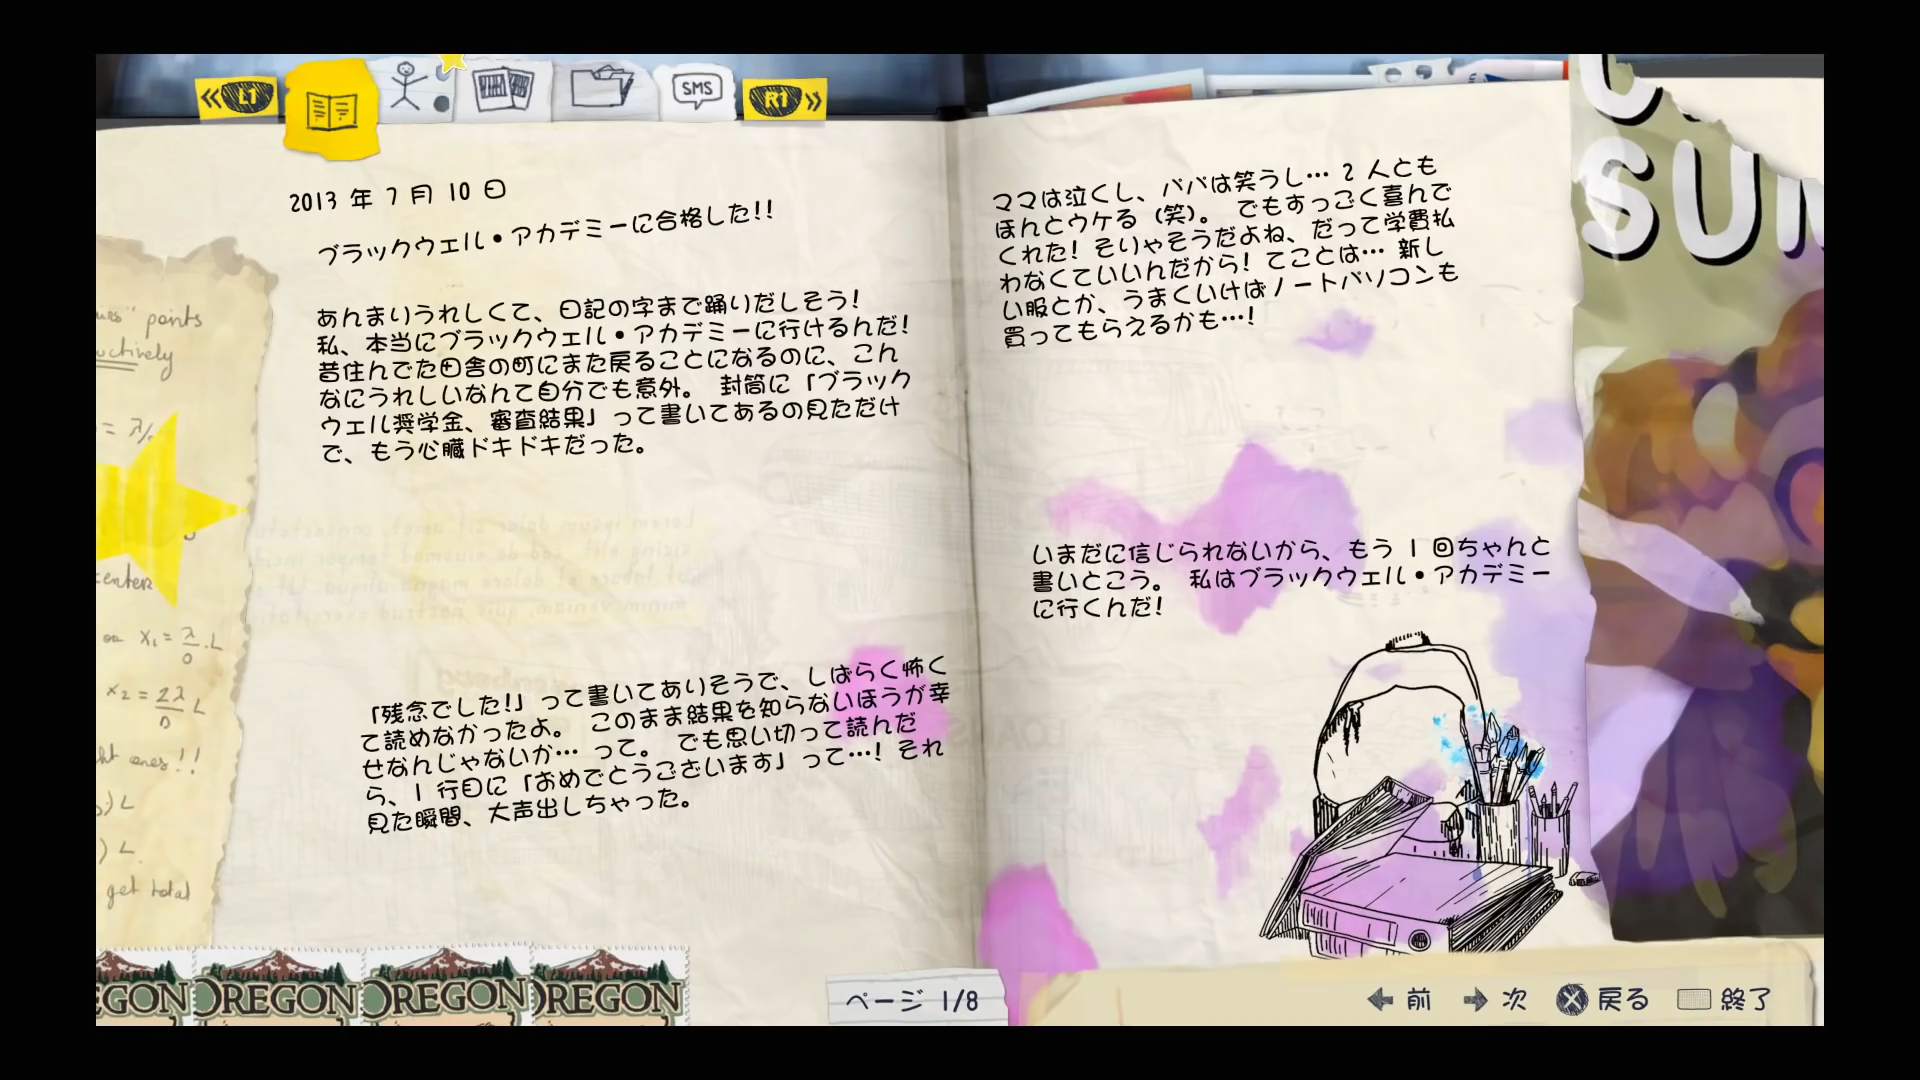 L1
SMS
R1
2013 年 7 月 10 日
ブラックウェル・アカデミーに合格した!!
あんまりうれしくて、日記の字まで踊りだしそう!
私、本当にブラックウェル・アカデミーに行けるんだ!
昔住んでた田舎の町にまた戻ることになるのに、こん
なにうれしいなんて自分でも意外。 封筒に「ブラック
ウェル奨学金、審査結果」って書いてあるの見ただけ
で、もう心臓ドキドキだった。
「残念でした!」って書いてありそうで、しばらく怖く
て読めなかったよ。 このまま結果を知らないほうが幸
せなんじゃないか… って。 でも思い切って読んだ
ら、1 行目に「おめでとうございます」って…! それ
見た瞬間、大声出しちゃった。
ママは泣くし、パパは笑うし… 2 人とも
ほんとウケる (笑)。 でもすっごく喜んで
くれた! そりゃそうだよね、だって学費払
わなくていいんだから! てことは… 新し
い服とか、うまくいけばノートパソコンも
買ってもらえるかも…!
いまだに信じられないから、もう 1 回ちゃんと
書いとこう。 私はブラックウェル・アカデミー
に行くんだ!
points
= λ/
x₁ = λ/D . L
x₂ = 2λ/D L
!!
) L
) L
get total
SU
EGON
OREGON
OREGON
OREGON
ページ 1/8
前
次
戻る
終了